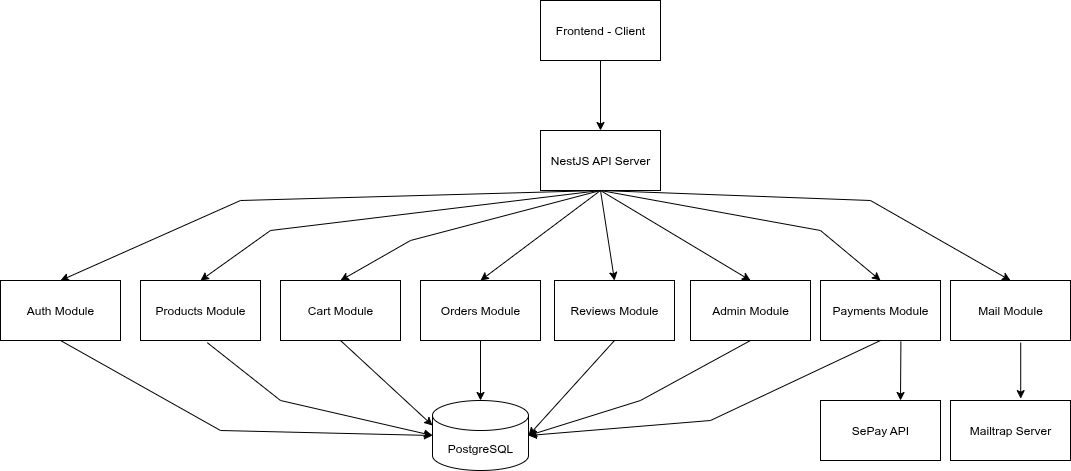 Frontend - Client
NestJS API Server
Auth Module
Products Module
Cart Module
Orders Module
Reviews Module
Admin Module
Payments Module
Mail Module
PostgreSQL
SePay API
Mailtrap Server